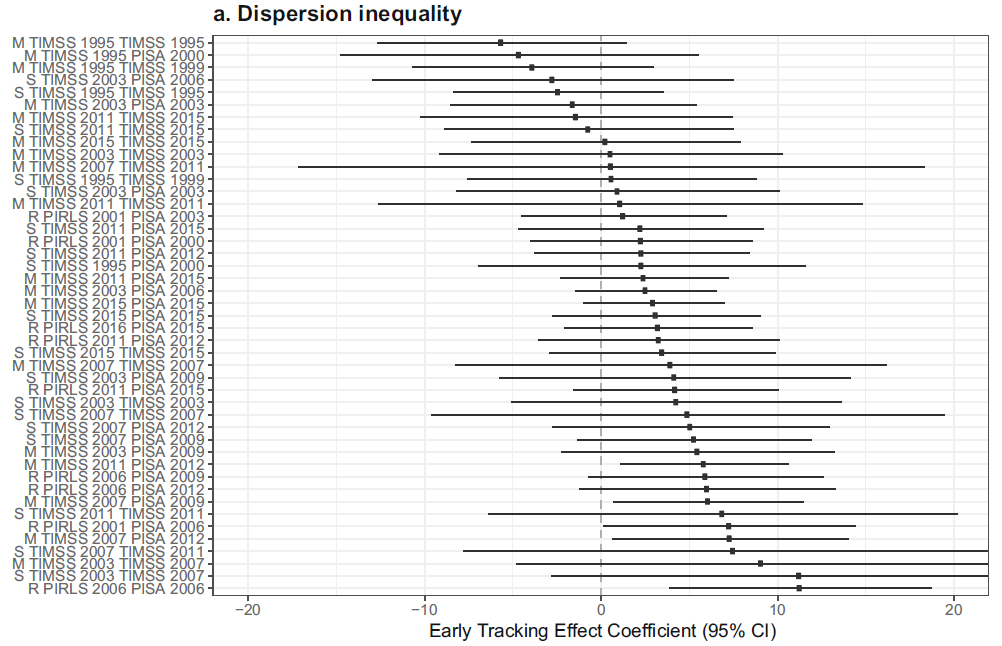 a. Dispersion inequality
M TIMSS 1995 TIMSS 1995
M TIMSS 1995 PISA 2000
M TIMSS 1995 TIMSS 1999
S TIMSS 2003 PISA 2006
S TIMSS 1995 TIMSS 1995
M TIMSS 2003 PISA 2003
M TIMSS 2011 TIMSS 2015
S TIMSS 2011 TIMSS 2015
M TIMSS 2015 TIMSS 2015
M TIMSS 2003 TIMSS 2003
M TIMSS 2007 TIMSS 2011
S TIMSS 1995 TIMSS 1999
S TIMSS 2003 PISA 2003
M TIMSS 2011 TIMSS 2011
R PIRLS 2001 PISA 2003
S TIMSS 2011 PISA 2015
R PIRLS 2001 PISA 2000
S TIMSS 2011 PISA 2012
S TIMSS 1995 PISA 2000
M TIMSS 2011 PISA 2015
M TIMSS 2003 PISA 2006
M TIMSS 2015 PISA 2015
S TIMSS 2015 PISA 2015
R PIRLS 2016 PISA 2015
R PIRLS 2011 PISA 2012
S TIMSS 2015 TIMSS 2015
M TIMSS 2007 TIMSS 2007
S TIMSS 2003 PISA 2009
R PIRLS 2011 PISA 2015
S TIMSS 2003 TIMSS 2003
S TIMSS 2007 TIMSS 2007
S TIMSS 2007 PISA 2012
S TIMSS 2007 PISA 2009
M TIMSS 2003 PISA 2009
M TIMSS 2011 PISA 2012
R PIRLS 2006 PISA 2009
R PIRLS 2006 PISA 2012
M TIMSS 2007 PISA 2009
S TIMSS 2011 TIMSS 2011
R PIRLS 2001 PISA 2006
M TIMSS 2007 PISA 2012
S TIMSS 2007 TIMSS 2011
M TIMSS 2003 TIMSS 2007
S TIMSS 2003 TIMSS 2007
R PIRLS 2006 PISA 2006
−20 −10 0 10 20
Early Tracking Effect Coefficient (95% CI)